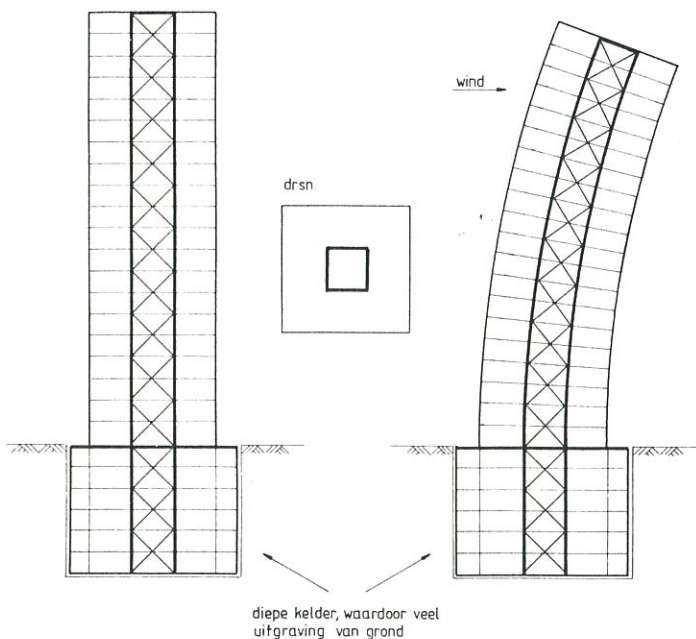 wind
drsn.
diepe kelder, waardoor veel
uitgraving van grond